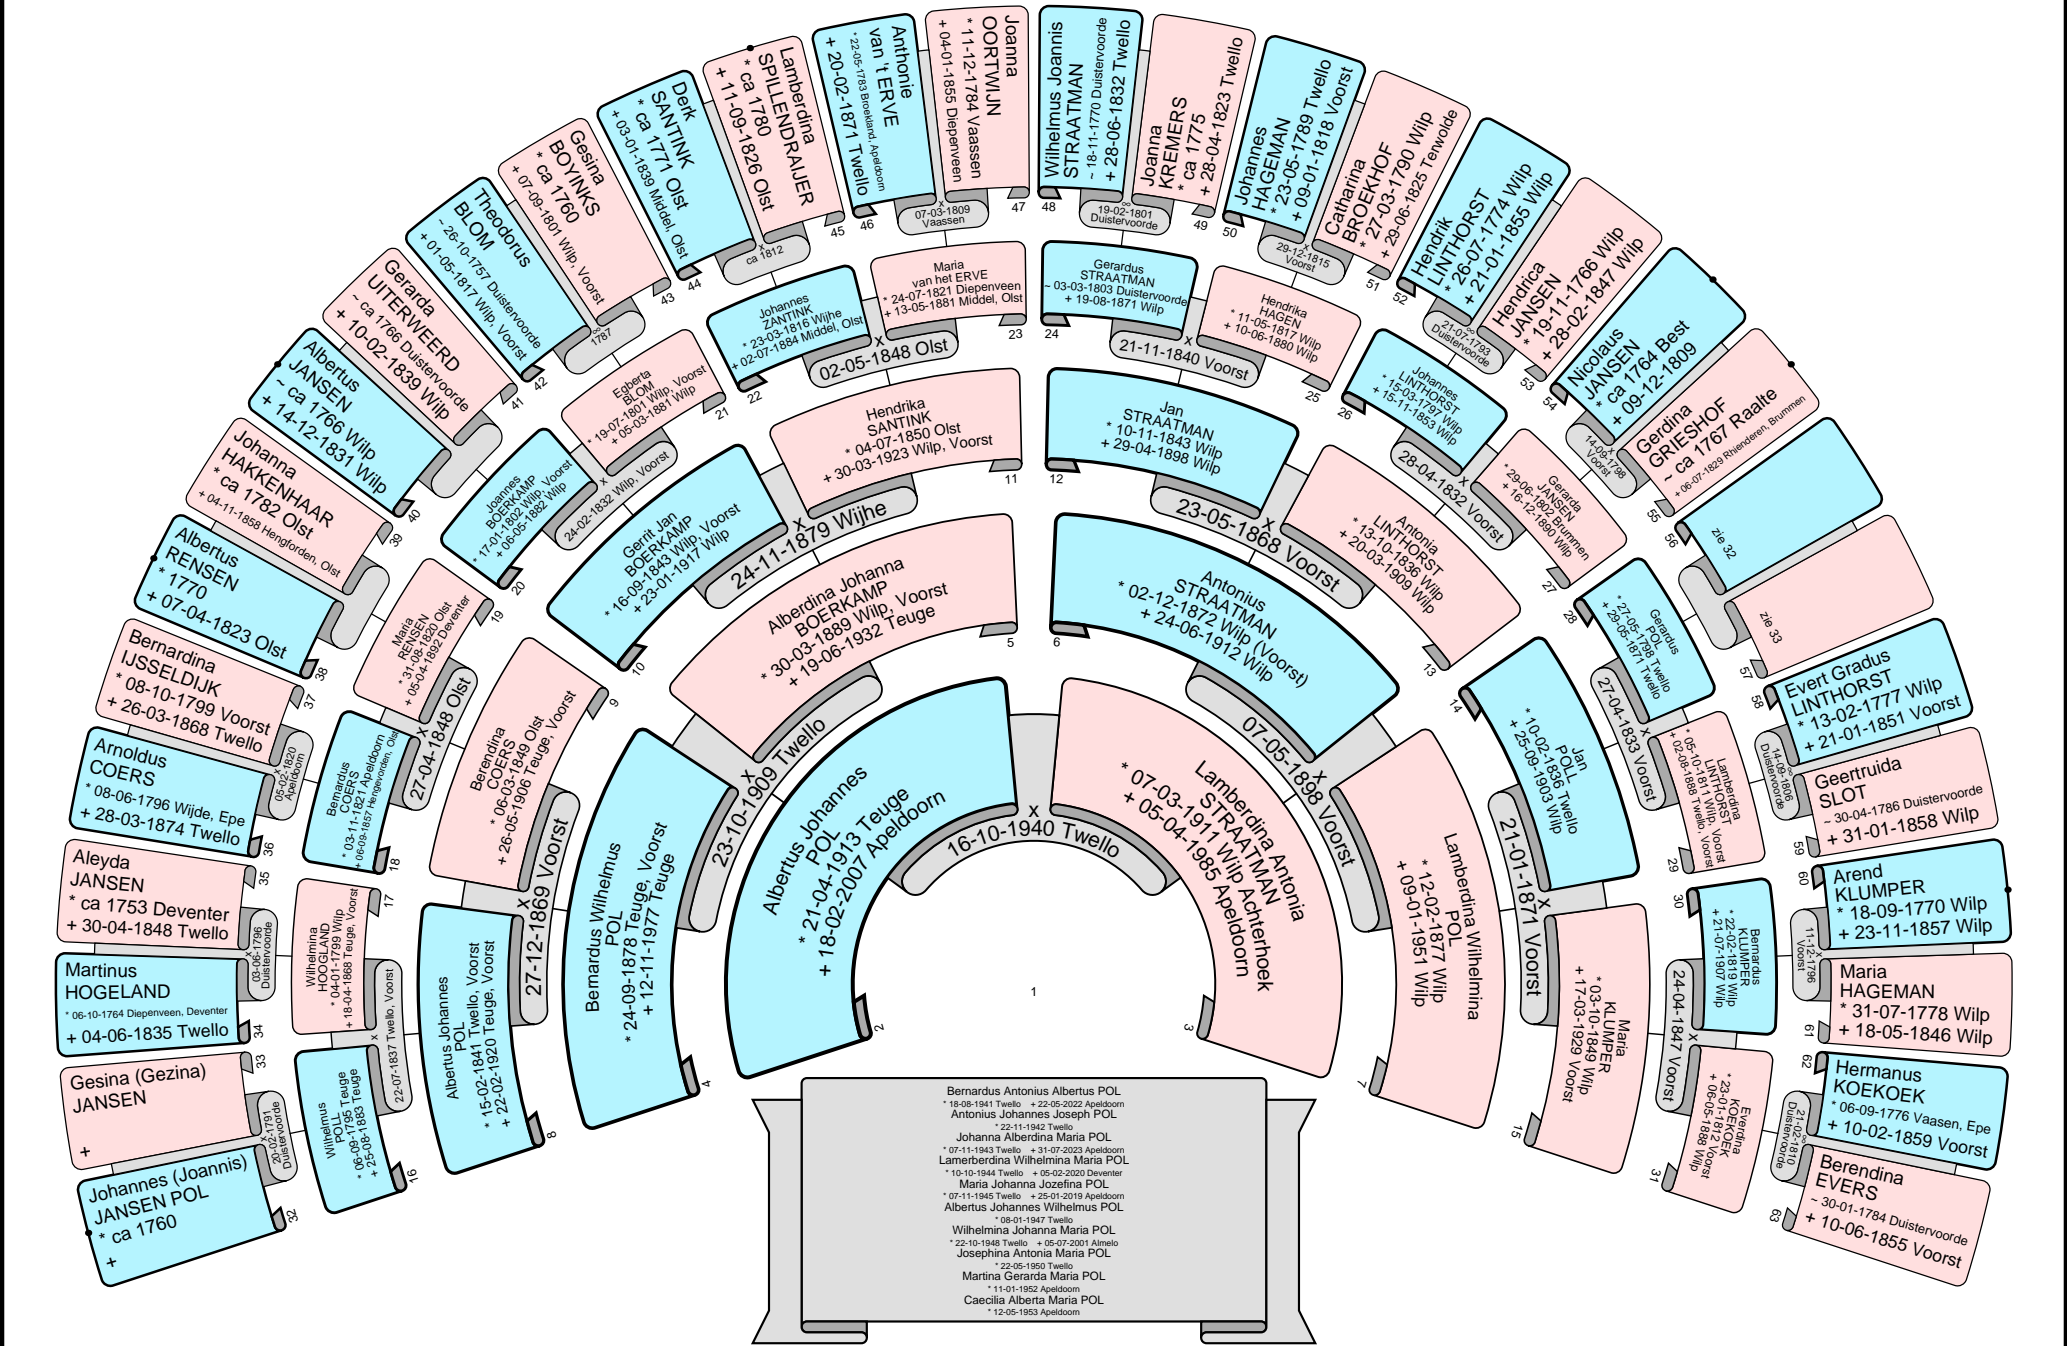 Bernardus Antonius Albertus POL
* 18-08-1941 Twello + 22-05-2022 Apeldoorn
Antonius Johannes Joseph POL
* 22-11-1942 Twello
Johanna Alberdina Maria POL
* 07-11-1943 Twello + 31-07-2023 Apeldoorn
Lamerberdina Wilhelmina Maria POL
* 10-10-1944 Twello + 05-02-2020 Deventer
Maria Johanna Jozefina POL
* 07-11-1945 Twello + 25-01-2019 Apeldoorn
Albertus Johannes Wilhelmus POL
* 08-01-1947 Twello
Wilhelmina Johanna Maria POL
* 22-10-1948 Twello + 05-07-2001 Almelo
Josephina Antonia Maria POL
* 22-05-1950 Twello
Martina Gerarda Maria POL
* 11-01-1952 Apeldoorn
Caecilia Alberta Maria POL
* 12-05-1953 Apeldoorn
1
Albertus Johannes
POL
* 21-04-1913 Teuge
+ 18-02-2007 Apeldoorn
2
x
16-10-1940 Twello
Lamberdina Antonia
STRAATMAN
* 07-03-1911 Wilp Achterhoek
+ 05-04-1985 Apeldoorn
3
Bernardus Wilhelmus
POL
* 24-09-1878 Teuge, Voorst
+ 12-11-1977 Teuge
4
x
23-10-1909 Twello
Alberdina Johanna
BOERKAMP
* 30-03-1889 Wilp, Voorst
+ 19-06-1932 Teuge
5
Antonius
STRAATMAN
* 02-12-1872 Wilp (Voorst)
+ 24-06-1912 Wilp
6
x
07-05-1898 Voorst
Lamberdina Wilhelmina
POL
* 12-02-1877 Wilp
+ 09-01-1951 Wilp
7
Albertus Johannes
POL
* 15-02-1841 Twello, Voorst
+ 22-02-1920 Teuge, Voorst
8
x
27-12-1869 Voorst
Berendina
COERS
* 06-03-1849 Olst
+ 26-05-1906 Teuge, Voorst
9
Gerrit Jan
BOERKAMP
* 16-09-1843 Wilp, Voorst
+ 23-01-1917 Wilp
10
x
24-11-1879 Wijhe
Hendrika
SANTINK
* 04-07-1850 Olst
+ 30-03-1923 Wilp, Voorst
11
Jan
STRAATMAN
* 10-11-1843 Wilp
+ 29-04-1898 Wilp
12
x
23-05-1868 Voorst
Antonia
LINTHORST
* 13-10-1836 Wilp
+ 20-03-1909 Wilp
13
Jan
POLL
* 10-02-1836 Twello
+ 25-09-1903 Wilp
14
x
21-01-1871 Voorst
Maria
KLUMPER
* 03-10-1849 Wilp
+ 17-03-1929 Voorst
15
Wilhelmus
POLL
* 06-09-1795 Teuge
+ 25-08-1883 Teuge
16
x
22-07-1837 Twello, Voorst
Wilhelmina
HOOGLAND
* 04-01-1799 Wilp
+ 18-04-1868 Teuge, Voorst
17
Bernardus
COERS
* 03-11-1821 Apeldoorn
+ 06-09-1857 Hengevorden, Olst
18
x
27-04-1848 Olst
Maria
RENSEN
* 31-08-1820 Olst
+ 05-04-1892 Deventer
19
Joannes
BOERKAMP
* 17-01-1802 Wilp, Voorst
+ 06-05-1882 Wilp
20
x
24-02-1832 Wilp, Voorst
Egberta
BLOM
* 19-07-1801 Wilp, Voorst
+ 05-03-1881 Wilp
21
Johannes
ZANTINK
* 23-03-1816 Wijhe
+ 02-07-1884 Middel, Olst
22
x
02-05-1848 Olst
Maria
van het ERVE
* 24-07-1821 Diepenveen
+ 13-05-1881 Middel, Olst
23
Gerardus
STRAATMAN
~ 03-03-1803 Duistervoorde
+ 19-08-1871 Wilp
24
x
21-11-1840 Voorst
Hendrika
HAGEN
* 11-05-1817 Wilp
+ 10-06-1880 Wilp
25
Johannes
LINTHORST
* 15-03-1797 Wilp
+ 15-11-1853 Wilp
26
x
28-04-1832 Voorst
Gerarda
JANSEN
* 29-06-1802 Brummen
+ 16-12-1890 Wilp
27
Gerardus
POL
* 27-05-1798 Twello
+ 29-05-1871 Twello
28
x
27-04-1833 Voorst
Lamberdina
LINTHORST
* 05-10-1811 Wilp, Voorst
+ 02-08-1888 Twello, Voorst
29
Bernardus
KLUMPER
* 22-02-1819 Wilp
+ 21-07-1907 Wilp
30
x
24-04-1847 Voorst
Everdina
KOEKOEK
* 23-01-1812 Voorst
+ 06-05-1888 Wilp
31
Johannes (Joannis)
JANSEN POL
* ca 1760
+
32
x
20-02-1791
Duistervoorde
Gesina (Gezina)
JANSEN
+
33
Martinus
HOGELAND
* 06-10-1764 Diepenveen, Deventer
+ 04-06-1835 Twello
34
x
03-06-1796
Duistervoorde
Aleyda
JANSEN
* ca 1753 Deventer
+ 30-04-1848 Twello
35
Arnoldus
COERS
* 08-06-1796 Wijde, Epe
+ 28-03-1874 Twello
36
x
05-02-1820
Apeldoorn
Bernardina
IJSSELDIJK
* 08-10-1799 Voorst
+ 26-03-1868 Twello
37
Albertus
RENSEN
* 1770
+ 07-04-1823 Olst
38
Johanna
HAKKENHAAR
* ca 1782 Olst
+ 04-11-1858 Hengforden, Olst
39
Albertus
JANSEN
~ ca 1766 Wilp
+ 14-12-1831 Wilp
40
Gerarda
UITERWEERD
~ ca 1766 Duistervoorde
+ 10-02-1839 Wilp
41
Theodorus
BLOM
~ 26-10-1757 Duistervoorde
+ 01-05-1817 Wilp, Voorst
42
∞
1787
Gesina
BOYINKS
* ca 1760
+ 07-09-1801 Wilp, Voorst
43
Derk
SANTINK
* ca 1771 Olst
+ 03-01-1839 Middel, Olst
44
x
ca 1812
Lamberdina
SPILLENDRAIJER
* ca 1780
+ 11-09-1826 Olst
45
Anthonie
van 't ERVE
* 22-05-1783 Broekland, Apeldoorn
+ 20-02-1871 Twello
46
x
07-03-1809
Vaassen
Joanna
OORTWIJN
* 11-12-1784 Vaassen
+ 04-01-1855 Diepenveen
47
Wilhelmus Joannis
STRAATMAN
~ 18-11-1770 Duistervoorde
+ 28-06-1832 Twello
48
∞
19-02-1801
Duistervoorde
Joanna
KREMERS
* ca 1775
+ 28-04-1823 Twello
49
Johannes
HAGEMAN
* 23-05-1789 Twello
+ 09-01-1818 Voorst
50
x
29-12-1815
Voorst
Catharina
BROEKHOF
* 27-03-1790 Wilp
+ 29-06-1825 Terwolde
51
Hendrik
LINTHORST
* 26-07-1774 Wilp
+ 21-01-1855 Wilp
52
∞
21-07-1793
Duistervoorde
Hendrica
JANSEN
* 19-11-1766 Wilp
+ 28-02-1847 Wilp
53
Nicolaus
JANSEN
* ca 1764 Best
+ 09-12-1809
54
x
14-09-1798
Voorst
Gerdina
GRIESHOF
~ ca 1767 Raalte
+ 06-07-1829 Rhienderen, Brummen
55
zie 32
56
zie 33
57
Evert Gradus
LINTHORST
* 13-02-1777 Wilp
+ 21-01-1851 Voorst
58
∞
14-09-1806
Duistervoorde
Geertruida
SLOT
~ 30-04-1786 Duistervoorde
+ 31-01-1858 Wilp
59
Arend
KLUMPER
* 18-09-1770 Wilp
+ 23-11-1857 Wilp
60
x
11-12-1796
Voorst
Maria
HAGEMAN
* 31-07-1778 Wilp
+ 18-05-1846 Wilp
61
Hermanus
KOEKOEK
* 06-09-1776 Vaasen, Epe
+ 10-02-1859 Voorst
62
∞
21-02-1810
Duistervoorde
Berendina
EVERS
~ 30-01-1784 Duistervoorde
+ 10-06-1855 Voorst
63